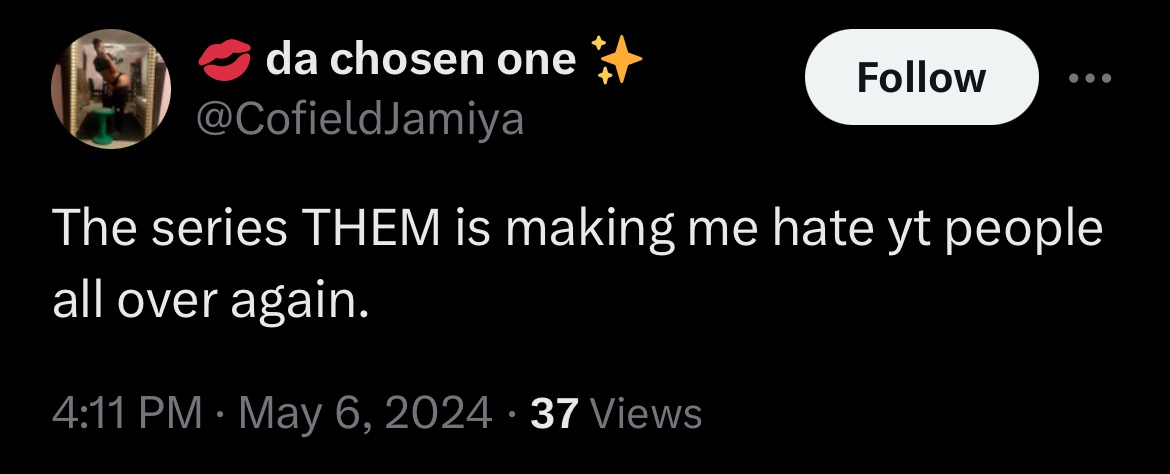 💋 da chosen one ✨
@CofieldJamiya
Follow
The series THEM is making me hate yt people
all over again.
4:11 PM · May 6, 2024 · 37 Views